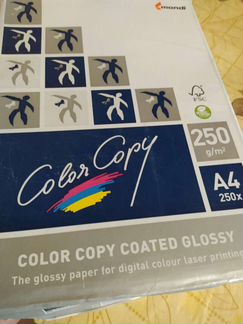 mondi
FSC
Color Copy
250
g/m²
A4
250x
COLOR COPY COATED GLOSSY
The glossy paper for digital colour laser printing